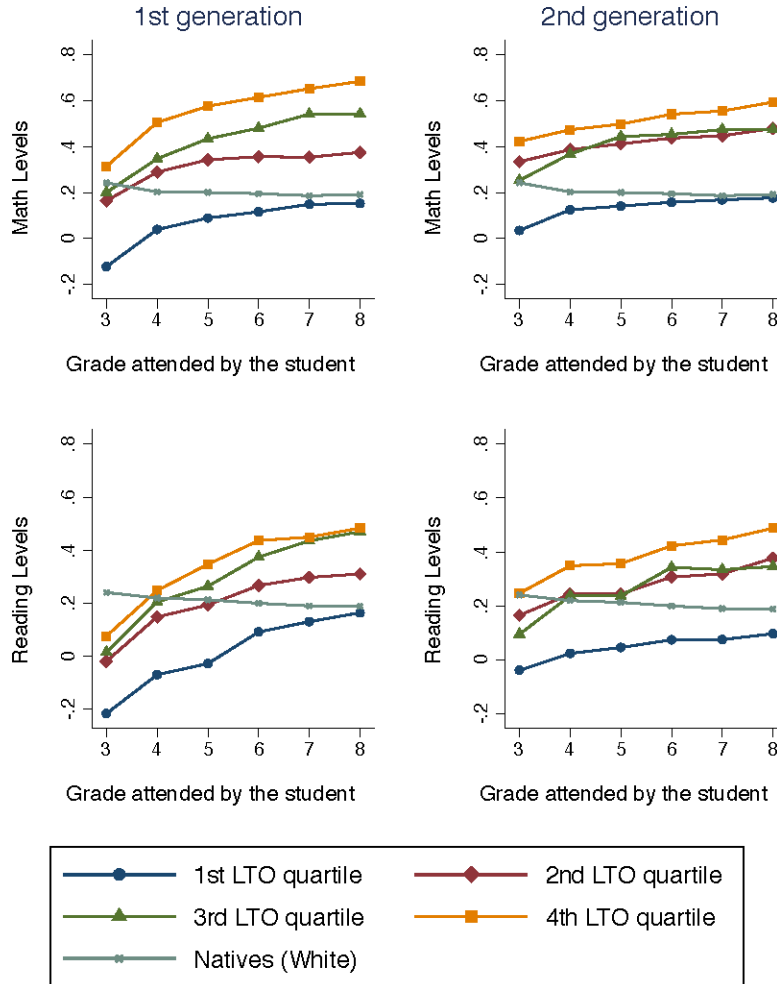 1st generation
2nd generation
Math Levels
.8
.6
.4
.2
0
-.2
3 4 5 6 7 8
Grade attended by the student
Math Levels
.8
.6
.4
.2
0
-.2
3 4 5 6 7 8
Grade attended by the student
Reading Levels
.8
.6
.4
.2
0
-.2
3 4 5 6 7 8
Grade attended by the student
Reading Levels
.8
.6
.4
.2
0
-.2
3 4 5 6 7 8
Grade attended by the student
1st LTO quartile
2nd LTO quartile
3rd LTO quartile
4th LTO quartile
Natives (White)